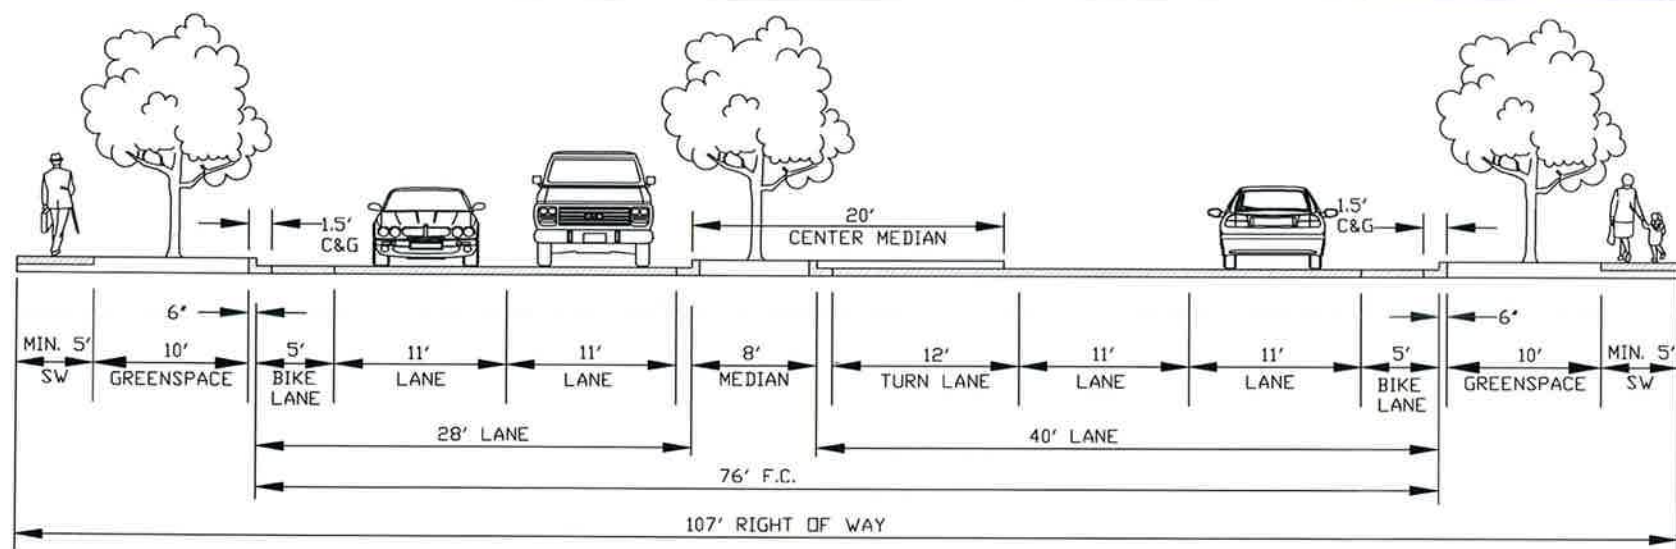 1.5'
C&G
20'
CENTER MEDIAN
1.5'
C&G
6"
6"
MIN. 5'
SW
10'
GREENSPACE
5'
BIKE
LANE
11'
LANE
11'
LANE
8'
MEDIAN
12'
TURN LANE
11'
LANE
11'
LANE
5'
BIKE
LANE
10'
GREENSPACE
MIN. 5'
SW
28' LANE
40' LANE
76' F.C.
107' RIGHT OF WAY